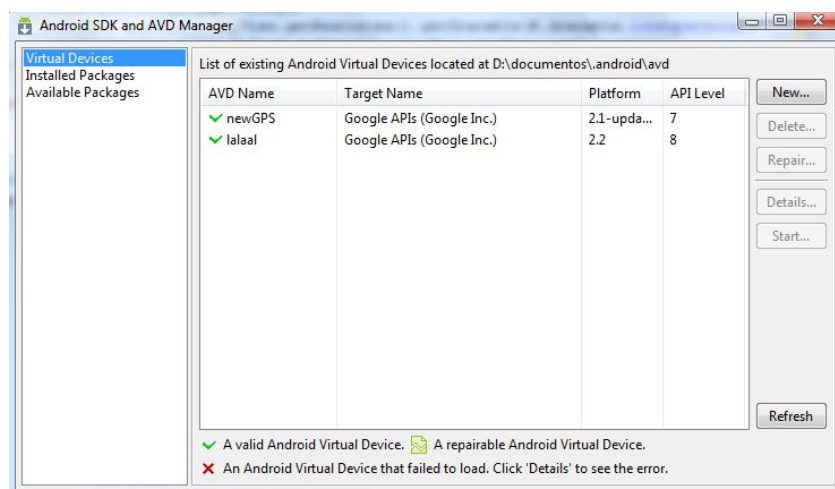 Android SDK and AVD Manager
Virtual Devices
Installed Packages
Available Packages
List of existing Android Virtual Devices located at D:\documentos\.android\avd
AVD Name Target Name Platform API Level
newGPS Google APIs (Google Inc.) 2.1-upda... 7
lalaal Google APIs (Google Inc.) 2.2 8
New...
Delete...
Repair...
Details...
Start...
Refresh
A valid Android Virtual Device. A repairable Android Virtual Device.
An Android Virtual Device that failed to load. Click 'Details' to see the error.